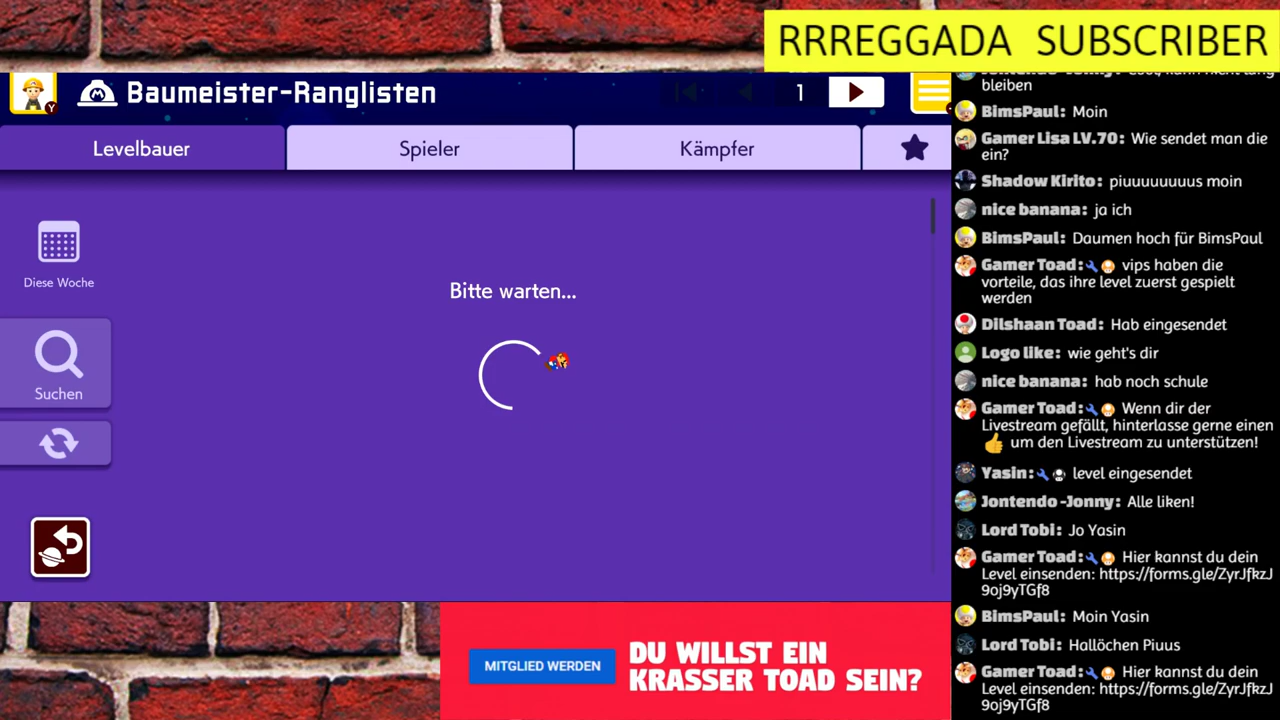 RRREGGADA SUBSCRIBER
Baumeister-Ranglisten
1
Levelbauer
Spieler
Kämpfer
Diese Woche
Suchen
Bitte warten...
Y
MITGLIED WERDEN
DU WILLST EIN
KRASSER TOAD SEIN?
bleiben
BimsPaul: Moin
Gamer Lisa LV.70: Wie sendet man die
ein?
Shadow Kirito: piuuuuuuuus moin
nice banana: ja ich
BimsPaul: Daumen hoch für BimsPaul
Gamer Toad: vips haben die
vorteile, das ihre level zuerst gespielt
werden
Dilshaan Toad: Hab eingesendet
Logo like: wie geht's dir
nice banana: hab noch schule
Gamer Toad: Wenn dir der
Livestream gefällt, hinterlasse gerne einen
👍 um den Livestream zu unterstützen!
Yasin: level eingesendet
Jontendo -Jonny: Alle liken!
Lord Tobi: Jo Yasin
Gamer Toad: Hier kannst du dein
Level einsenden: https://forms.gle/ZyrJfkzJ
9oj9yTGf8
BimsPaul: Moin Yasin
Lord Tobi: Hallöchen Piuus
Gamer Toad: Hier kannst du dein
Level einsenden: https://forms.gle/ZyrJfkzJ
9oj9yTGf8